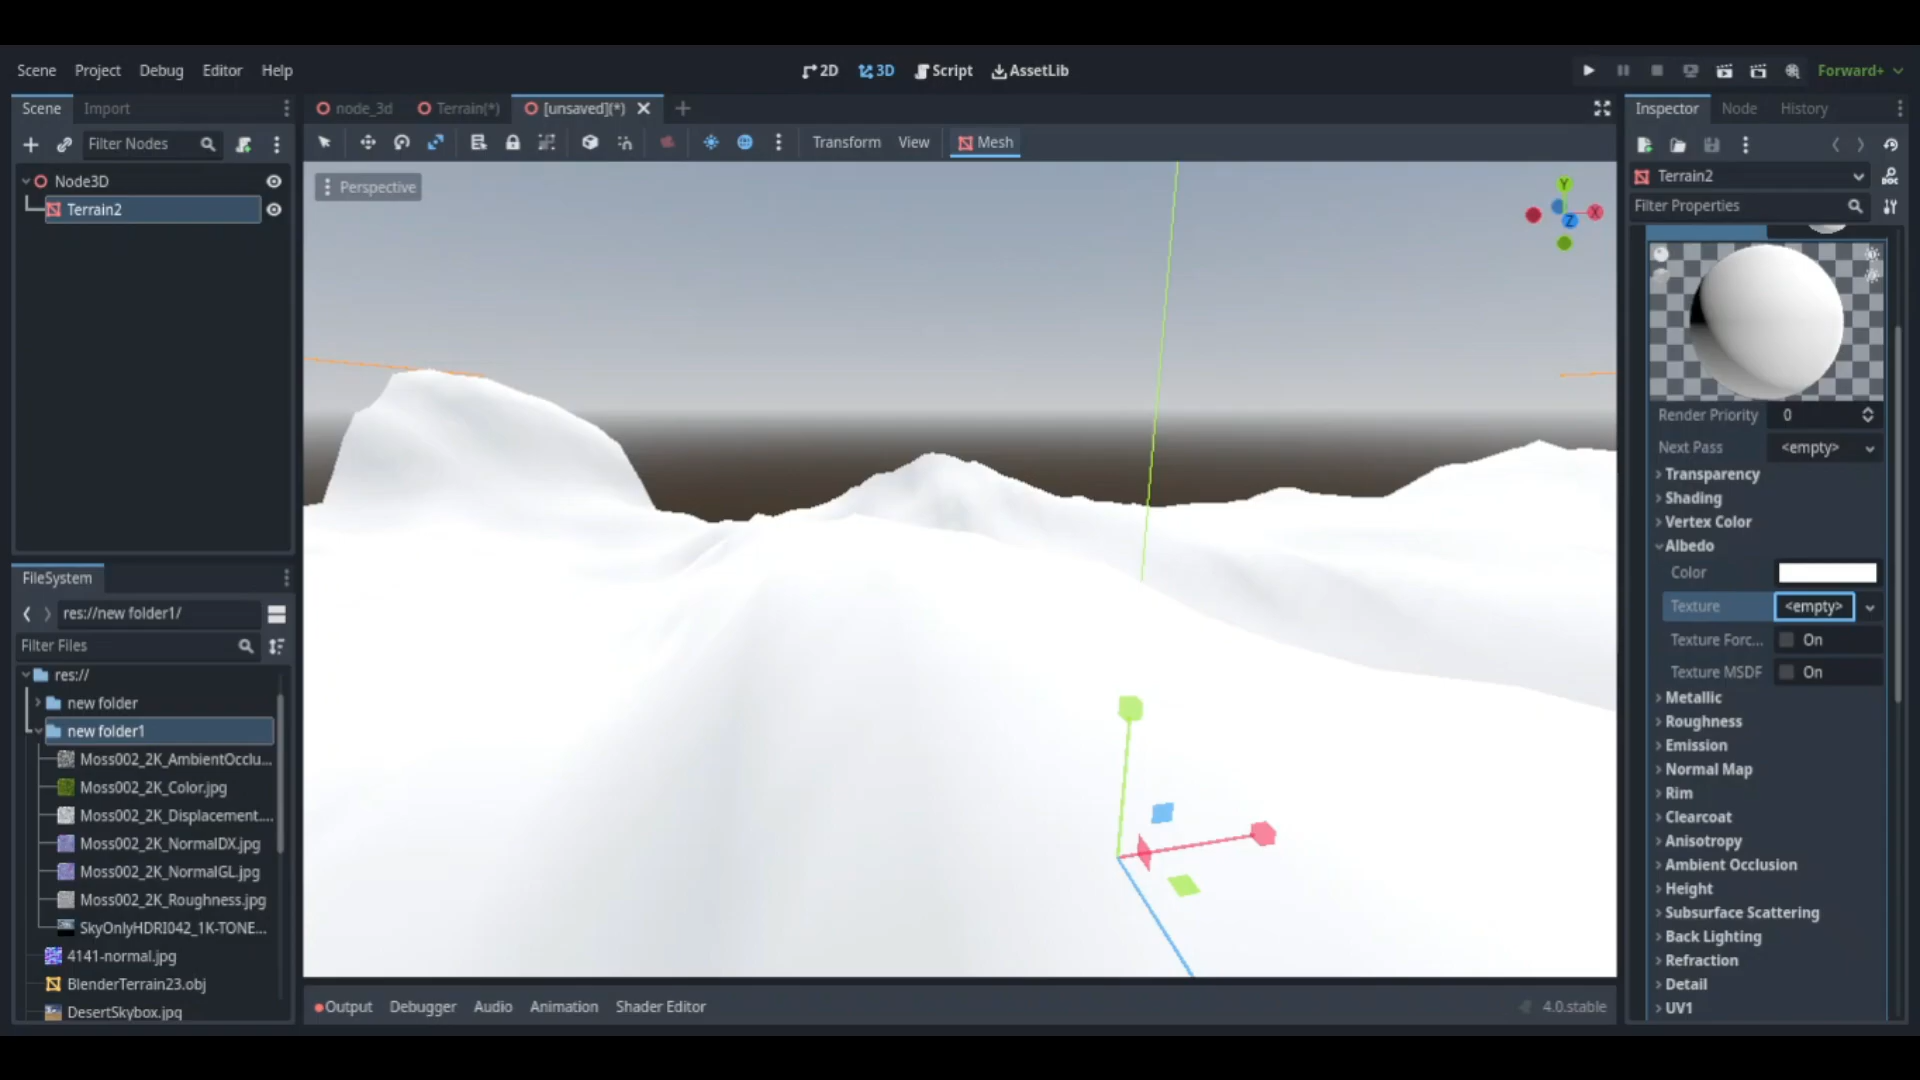 Scene Project Debug Editor Help
2D 3D Script AssetLib
Forward+
Scene Import
Filter Nodes
Node3D
Terrain2
FileSystem
res://new folder1/
Filter Files
res://
new folder
new folder1
Moss002_2K_AmbientOcclu...
Moss002_2K_Color.jpg
Moss002_2K_Displacement....
Moss002_2K_NormalDX.jpg
Moss002_2K_NormalGL.jpg
Moss002_2K_Roughness.jpg
SkyOnlyHDRI042_1K-TONE...
4141-normal.jpg
BlenderTerrain23.obj
DesertSkybox.jpg
node_3d Terrain(*) [unsaved](*)
Transform View Mesh
Perspective
Y
X
Z
Output Debugger Audio Animation Shader Editor
4.0.stable
Inspector Node History
Terrain2
DOC
Filter Properties
Render Priority 0
Next Pass <empty>
Transparency
Shading
Vertex Color
Albedo
Color
Texture <empty>
Texture Forc... On
Texture MSDF On
Metallic
Roughness
Emission
Normal Map
Rim
Clearcoat
Anisotropy
Ambient Occlusion
Height
Subsurface Scattering
Back Lighting
Refraction
Detail
UV1